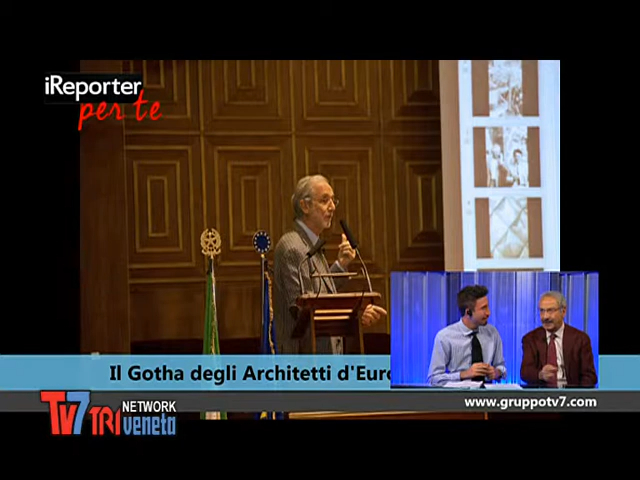 iReporter
per te
Il Gotha degli Architetti d'Euro
TV7 TRI NETWORK
veneta
www.gruppotv7.com